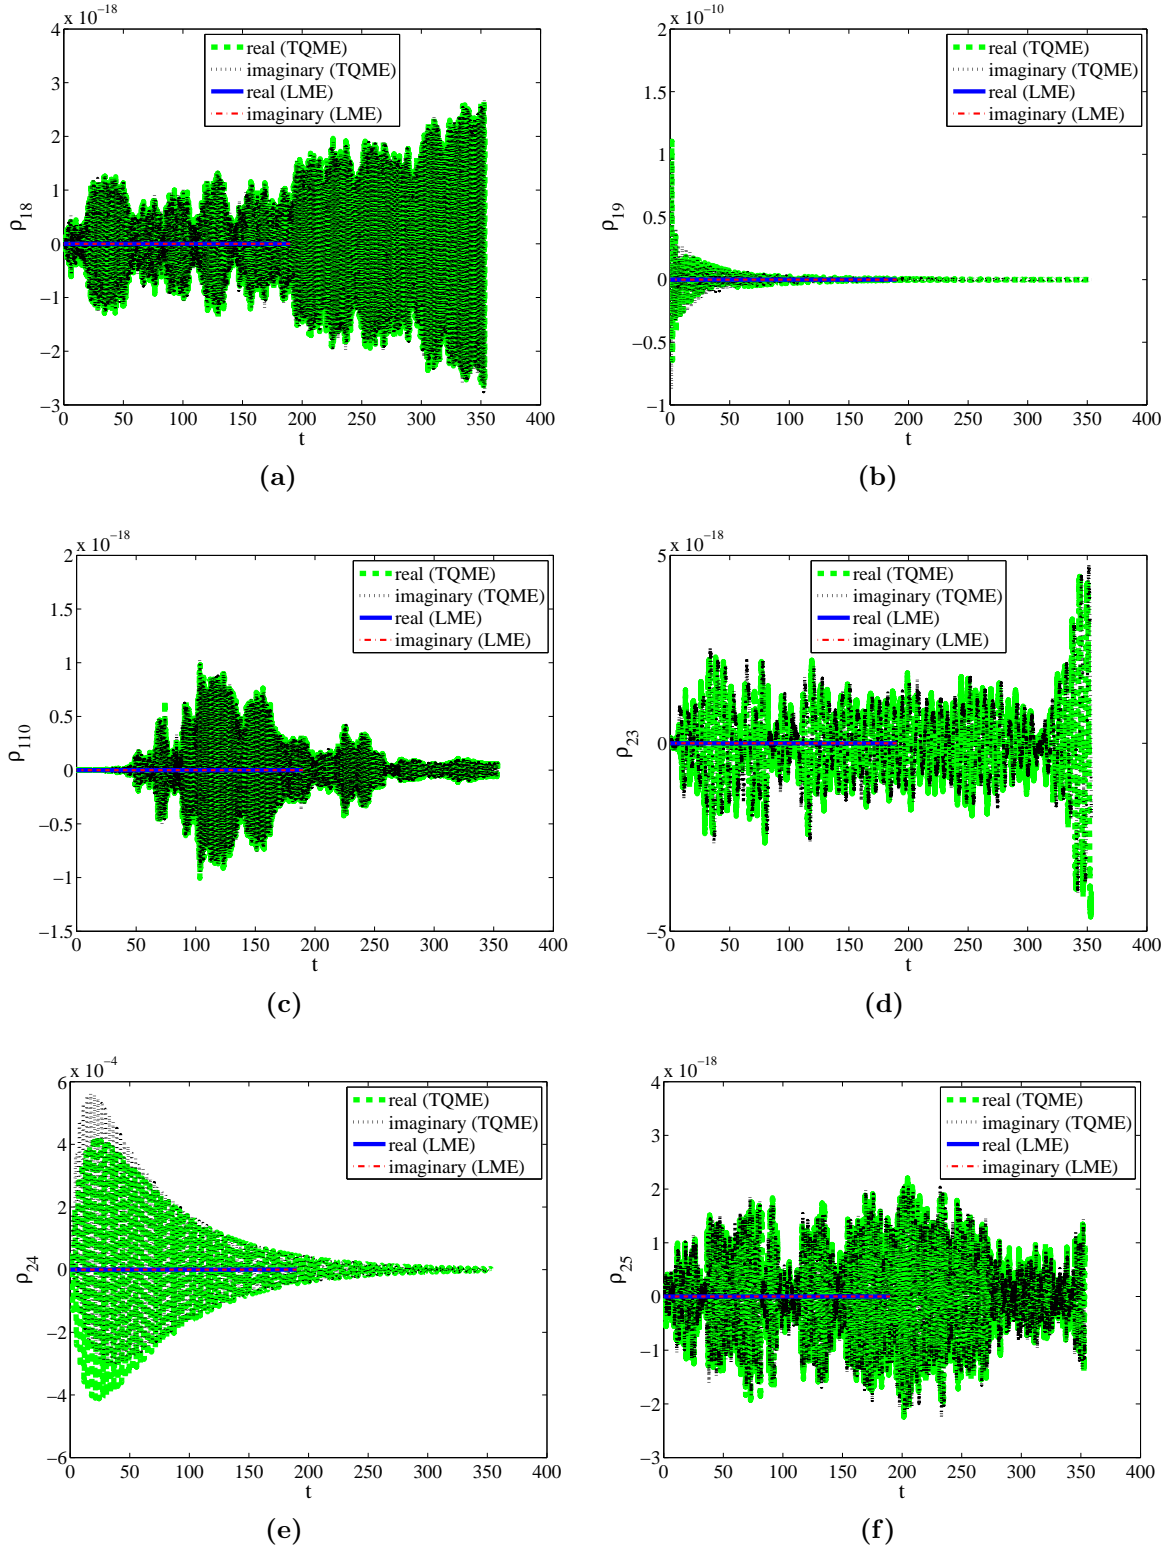 x 10−18
4
3
2
1
0
−1
−2
−3
ρ18
0 50 100 150 200 250 300 350 400
t
real (TQME)
imaginary (TQME)
real (LME)
imaginary (LME)
(a)
x 10−10
2
1.5
1
0.5
0
−0.5
−1
ρ19
0 50 100 150 200 250 300 350 400
t
real (TQME)
imaginary (TQME)
real (LME)
imaginary (LME)
(b)
x 10−18
2
1.5
1
0.5
0
−0.5
−1
−1.5
ρ110
0 50 100 150 200 250 300 350 400
t
real (TQME)
imaginary (TQME)
real (LME)
imaginary (LME)
(c)
x 10−18
5
0
−5
ρ23
0 50 100 150 200 250 300 350 400
t
real (TQME)
imaginary (TQME)
real (LME)
imaginary (LME)
(d)
x 10−4
6
4
2
0
−2
−4
−6
ρ24
0 50 100 150 200 250 300 350 400
t
real (TQME)
imaginary (TQME)
real (LME)
imaginary (LME)
(e)
x 10−18
4
3
2
1
0
−1
−2
−3
ρ25
0 50 100 150 200 250 300 350 400
t
real (TQME)
imaginary (TQME)
real (LME)
imaginary (LME)
(f)